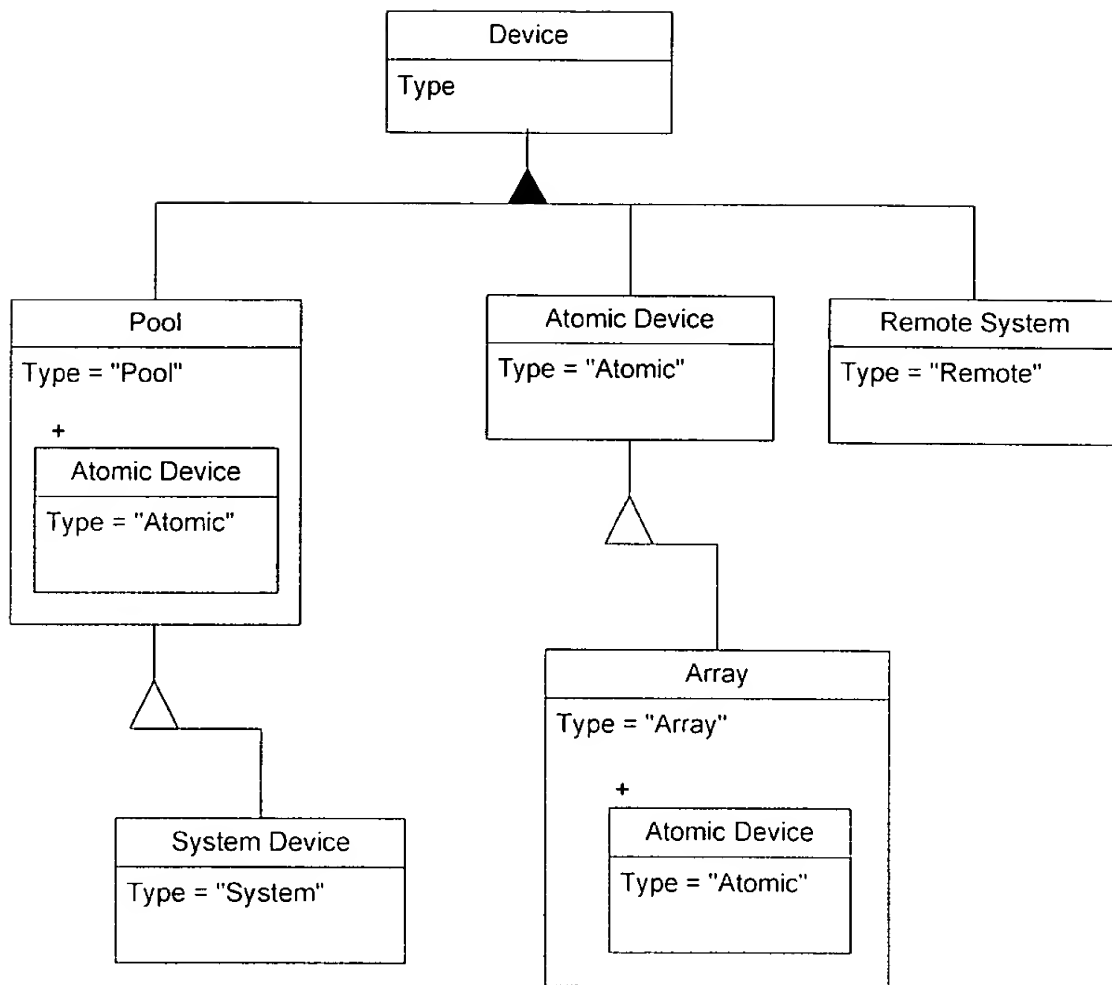 Device
Type
Pool
Type = "Pool"
+
Atomic Device
Type = "Atomic"
Atomic Device
Type = "Atomic"
Remote System
Type = "Remote"
System Device
Type = "System"
Array
Type = "Array"
+
Atomic Device
Type = "Atomic"